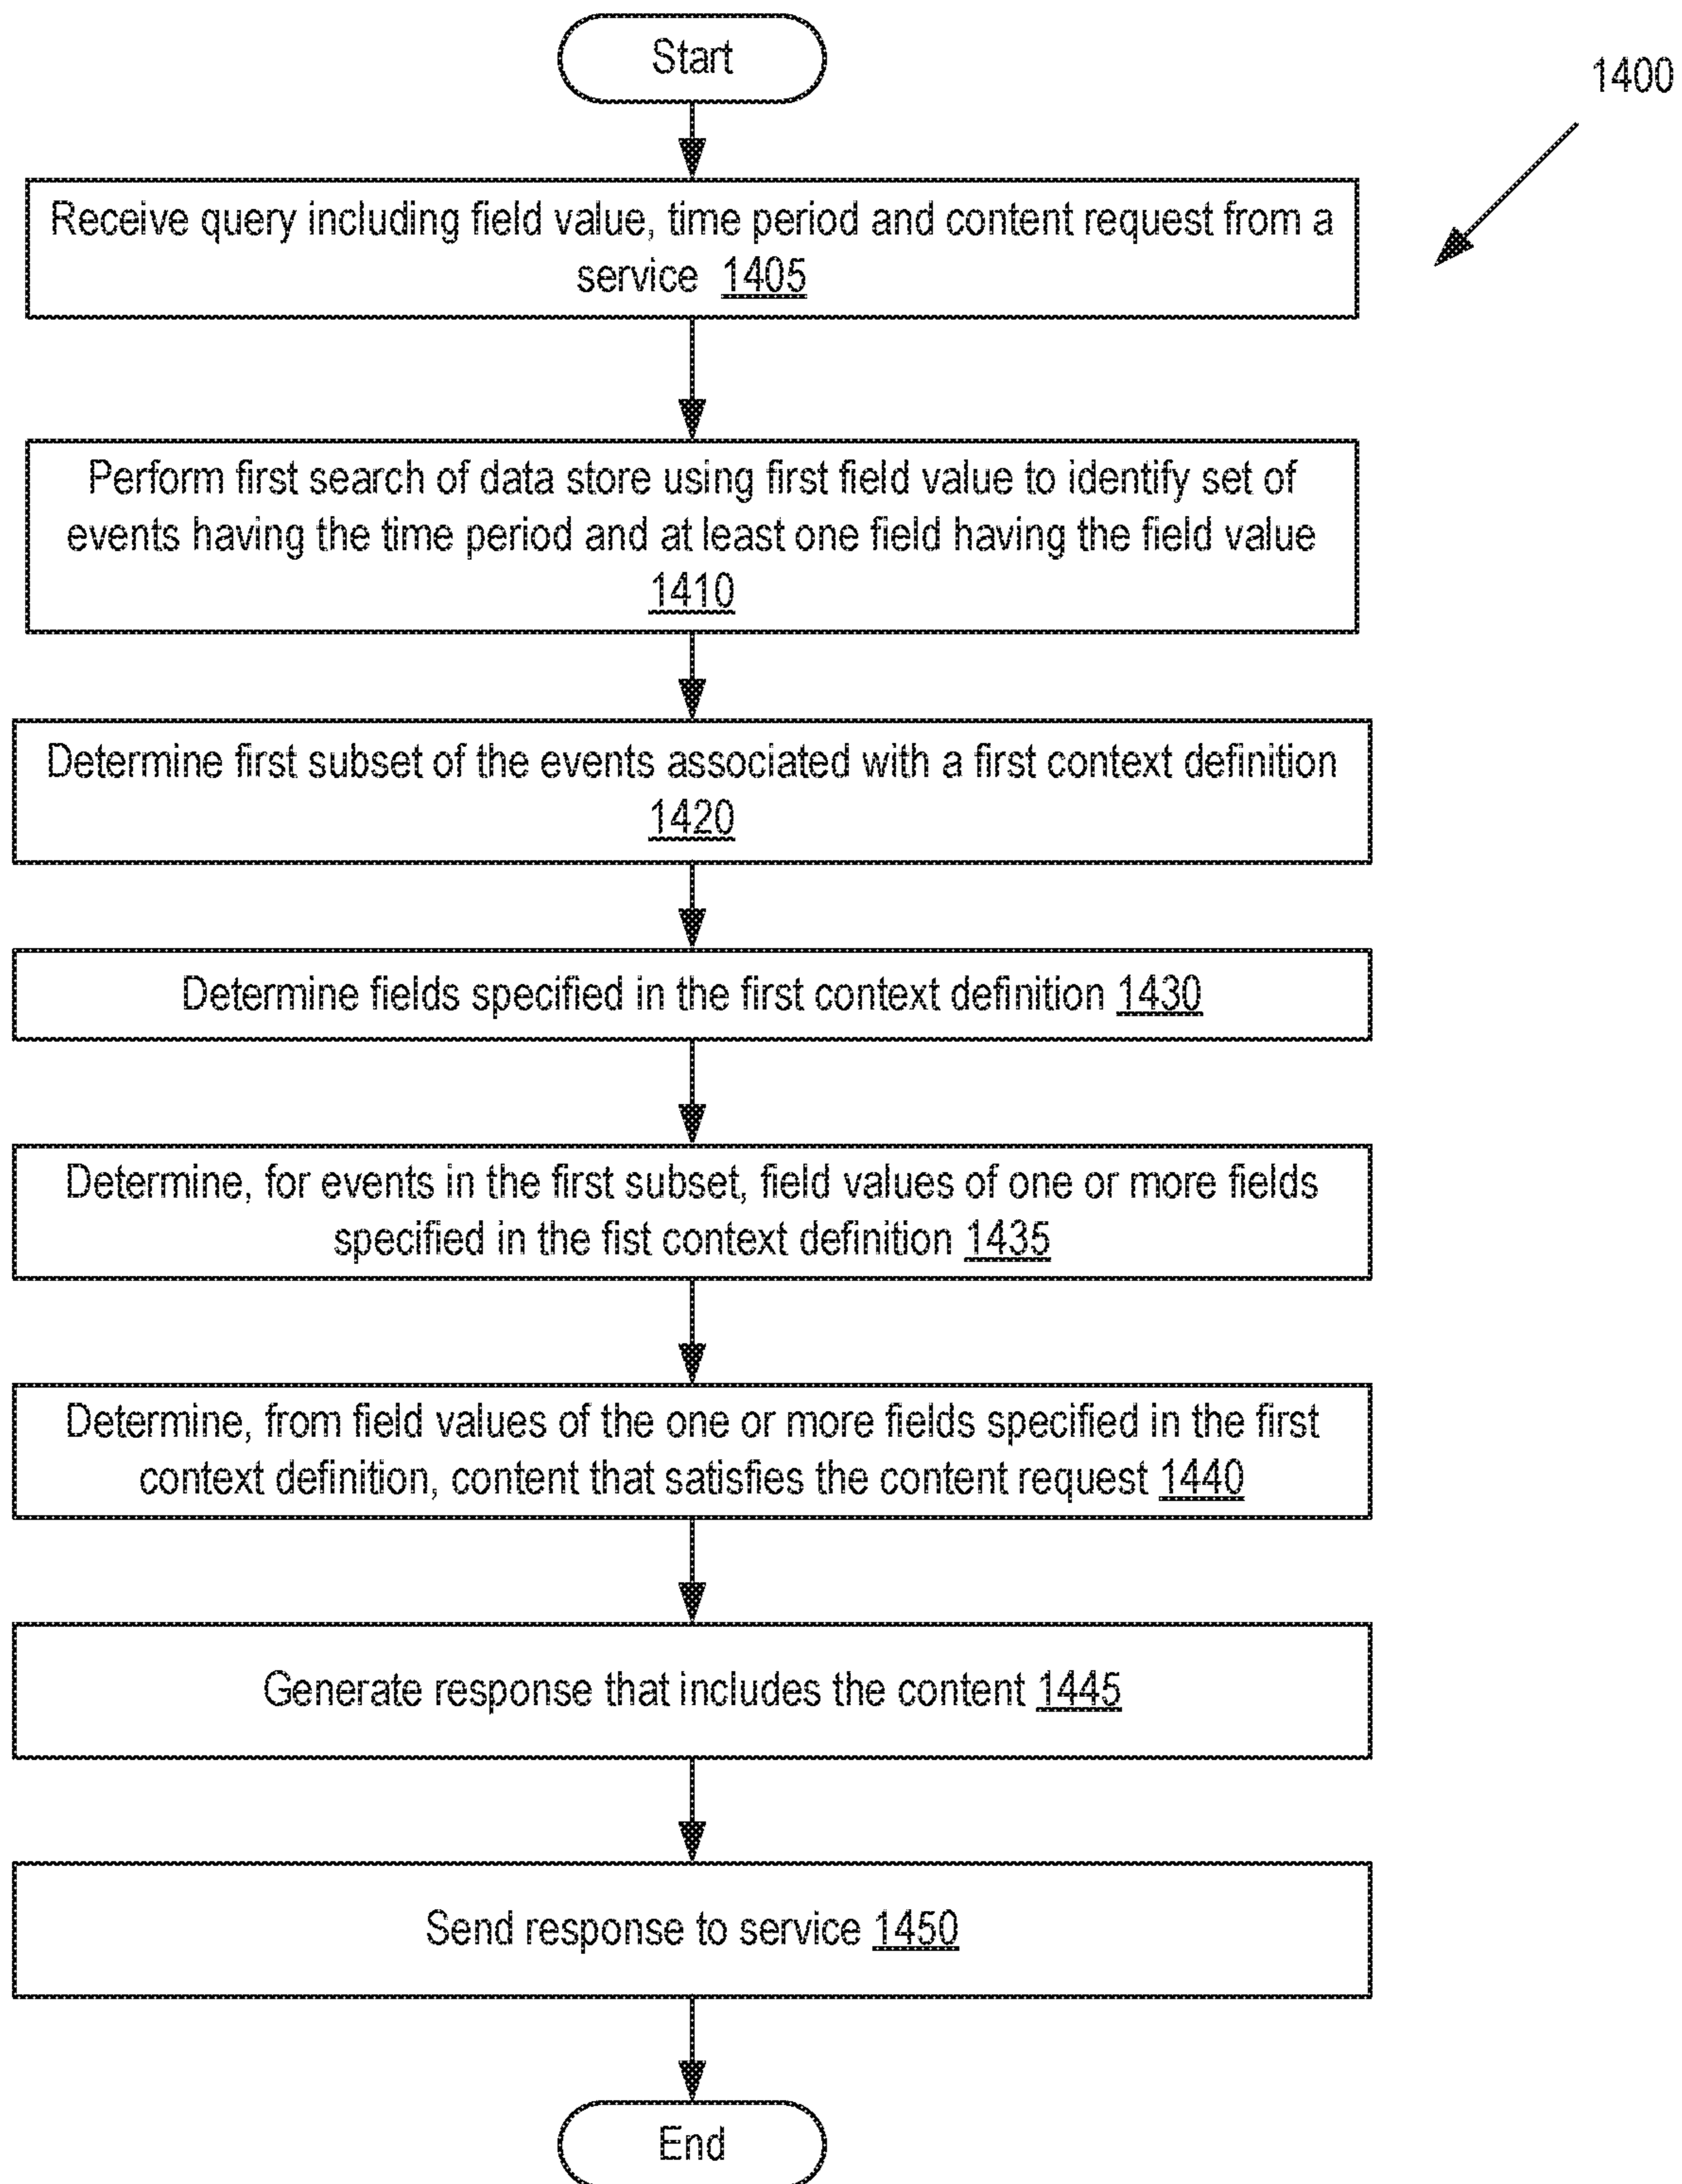 Start
1400
Receive query including field value, time period and content request from a
service 1405
Perform first search of data store using first field value to identify set of
events having the time period and at least one field having the field value
1410
Determine first subset of the events associated with a first context definition
1420
Determine fields specified in the first context definition 1430
Determine, for events in the first subset, field values of one or more fields
specified in the fist context definition 1435
Determine, from field values of the one or more fields specified in the first
context definition, content that satisfies the content request 1440
Generate response that includes the content 1445
Send response to service 1450
End